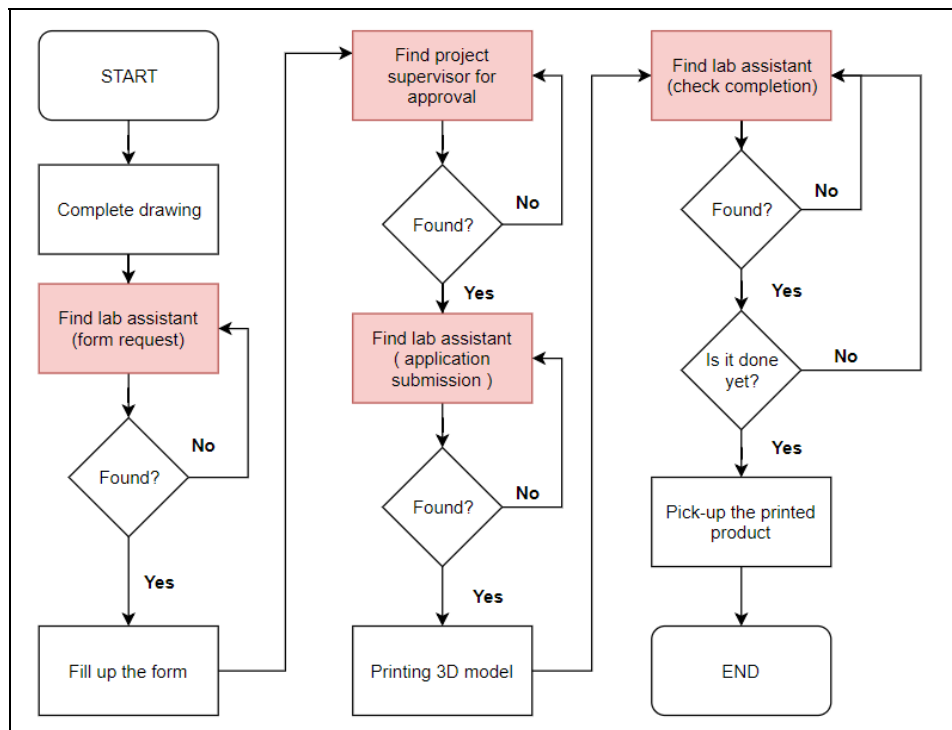 START
Complete drawing
Find lab assistant
(form request)
Found?
No
Yes
Fill up the form
Find project
supervisor for
approval
Found?
No
Yes
Find lab assistant
( application
submission )
Found?
No
Yes
Printing 3D model
Find lab assistant
(check completion)
Found?
No
Yes
Is it done
yet?
No
Yes
Pick-up the printed
product
END